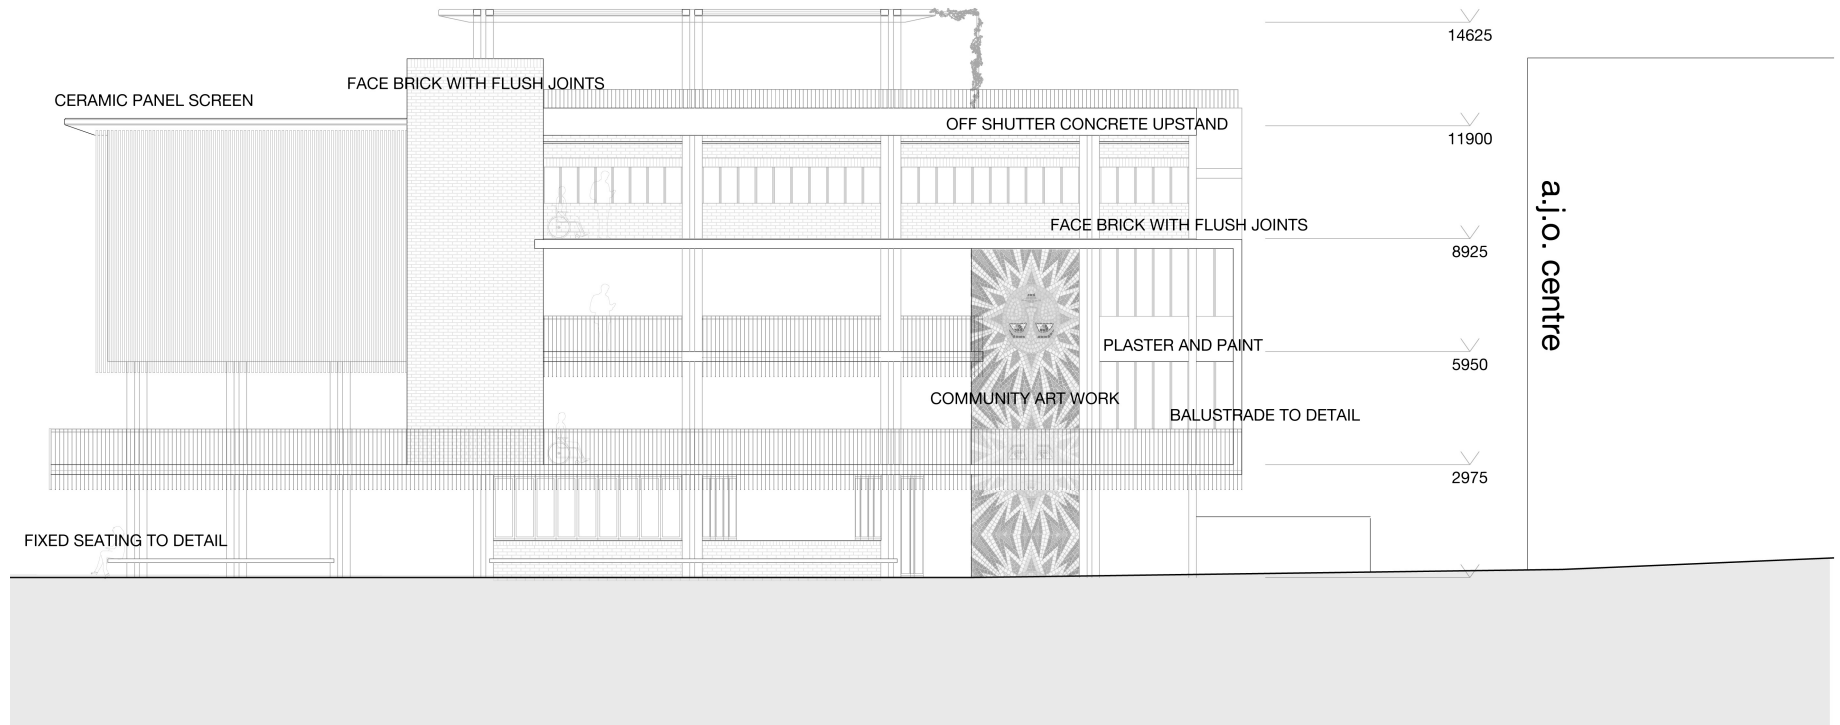 14625
FACE BRICK WITH FLUSH JOINTS
CERAMIC PANEL SCREEN
OFF SHUTTER CONCRETE UPSTAND
11900
FACE BRICK WITH FLUSH JOINTS
8925
a.j.o. centre
PLASTER AND PAINT
5950
COMMUNITY ART WORK
BALUSTRADE TO DETAIL
2975
FIXED SEATING TO DETAIL